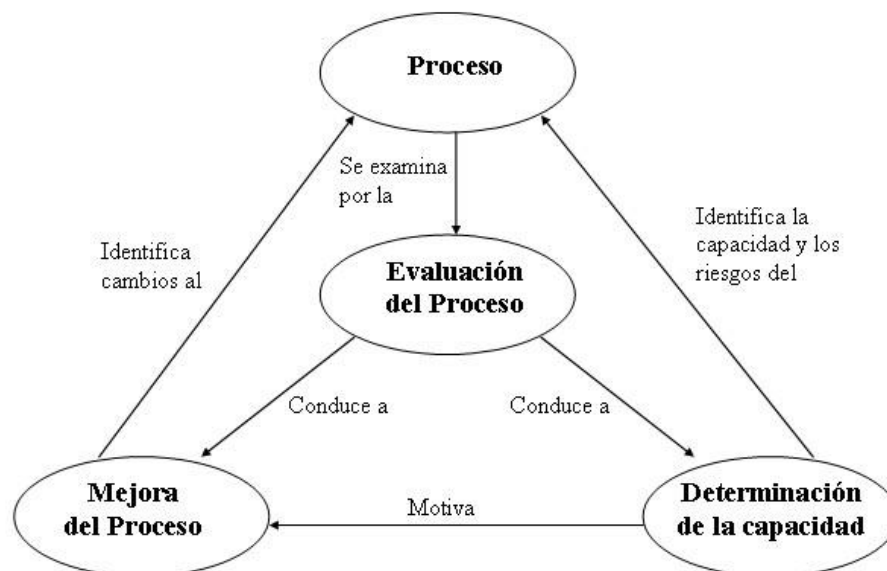 Proceso
Se examina
por la
Identifica la
capacidad y los
riesgos del
Identifica
cambios al
Evaluación
del Proceso
Conduce a
Conduce a
Mejora
del Proceso
Motiva
Determinación
de la capacidad